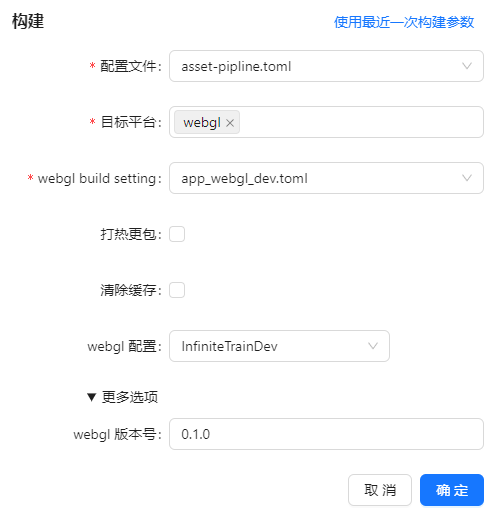 构建
使用最近一次构建参数
* 配置文件: asset-pipline.toml
* 目标平台: webgl ×
* webgl build setting: app_webgl_dev.toml
打热更包:
清除缓存:
webgl 配置: InfiniteTrainDev
▼ 更多选项
webgl 版本号: 0.1.0
取 消 确 定